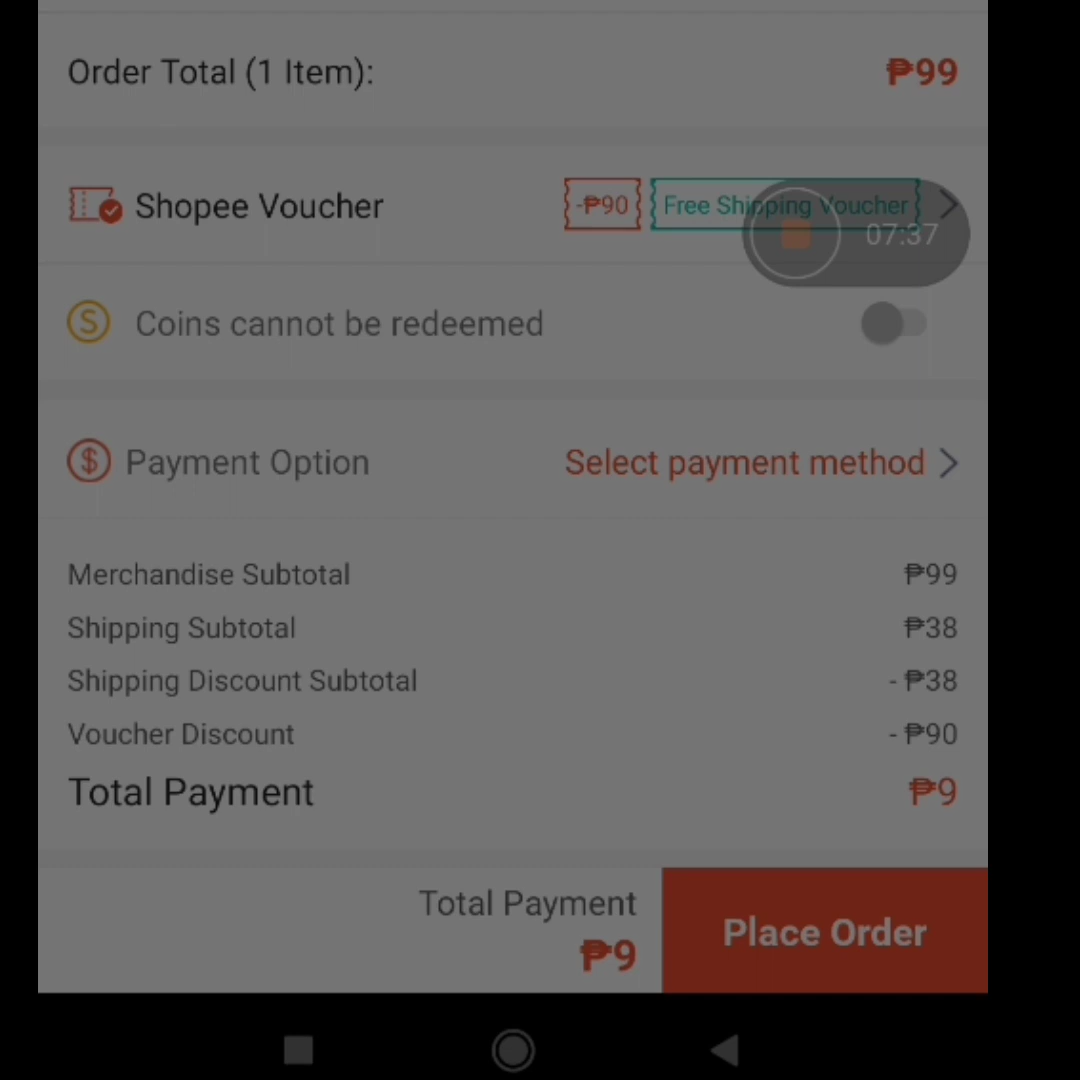 Order Total (1 Item): ₱99
Shopee Voucher -₱90 Free Shipping Voucher
07:37
Coins cannot be redeemed
Payment Option Select payment method
Merchandise Subtotal ₱99
Shipping Subtotal ₱38
Shipping Discount Subtotal - ₱38
Voucher Discount - ₱90
Total Payment ₱9
Total Payment
₱9
Place Order